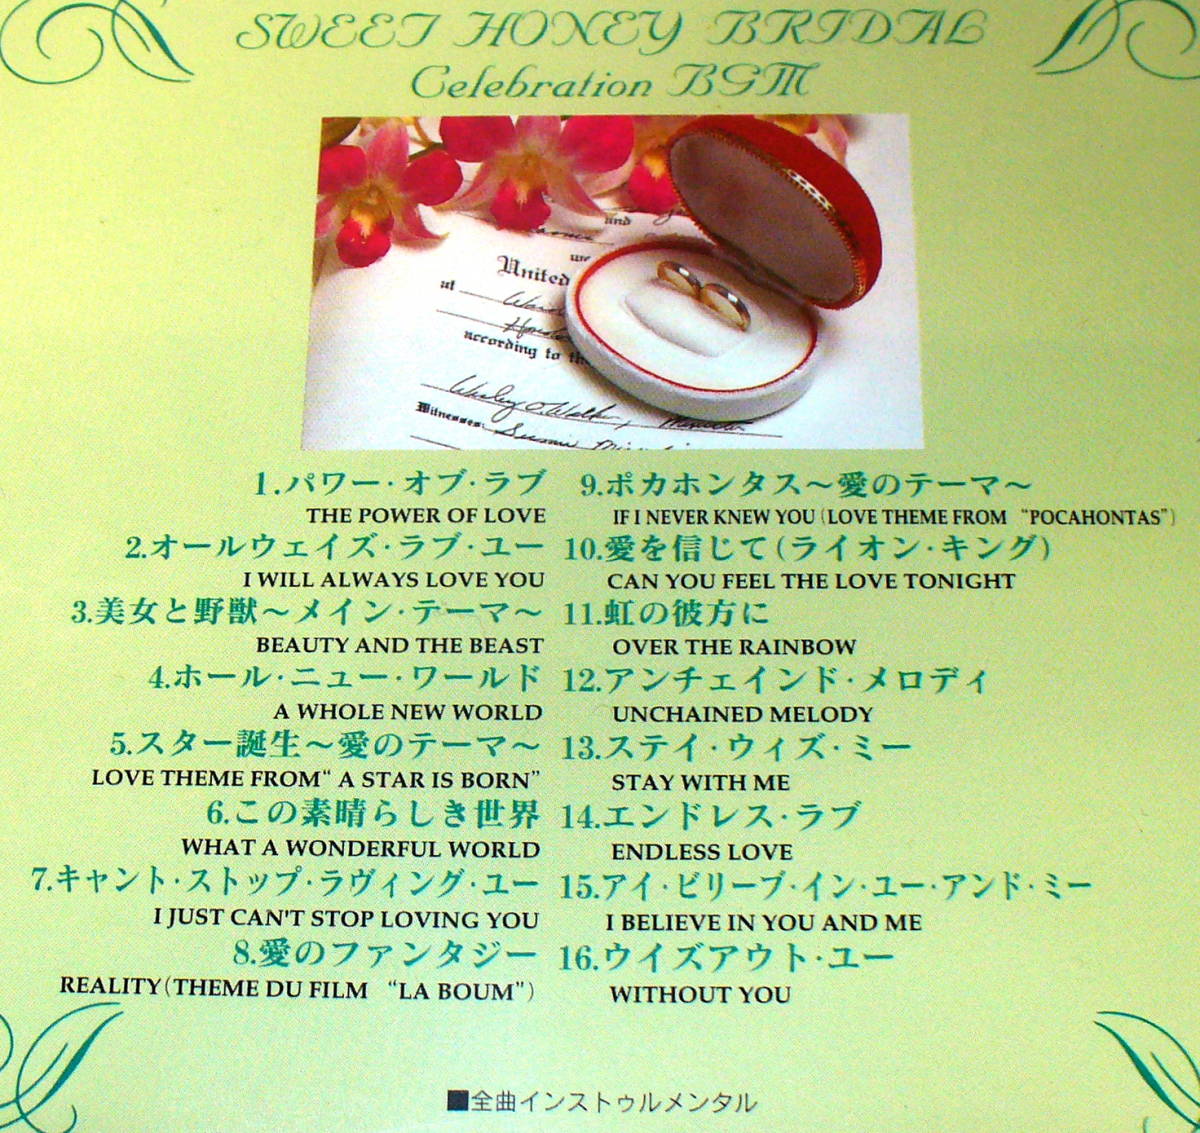 SWEET HONEY BRIDAL
Celebration BGM
and
United
at
according to the
Wesley O. Walker, Minister
Witnesses:
1.パワー・オブ・ラブ
THE POWER OF LOVE
2.オールウェイズ・ラブ・ユー
I WILL ALWAYS LOVE YOU
3.美女と野獣〜メイン・テーマ〜
BEAUTY AND THE BEAST
4.ホール・ニュー・ワールド
A WHOLE NEW WORLD
5.スター誕生〜愛のテーマ〜
LOVE THEME FROM“ A STAR IS BORN”
6.この素晴らしき世界
WHAT A WONDERFUL WORLD
7.キャント・ストップ・ラヴィング・ユー
I JUST CAN'T STOP LOVING YOU
8.愛のファンタジー
REALITY(THEME DU FILM “LA BOUM”)
9.ポカホンタス〜愛のテーマ〜
IF I NEVER KNEW YOU (LOVE THEME FROM “POCAHONTAS”)
10.愛を信じて(ライオン・キング)
CAN YOU FEEL THE LOVE TONIGHT
11.虹の彼方に
OVER THE RAINBOW
12.アンチェインド・メロディ
UNCHAINED MELODY
13.ステイ・ウィズ・ミー
STAY WITH ME
14.エンドレス・ラブ
ENDLESS LOVE
15.アイ・ビリーブ・イン・ユー・アンド・ミー
I BELIEVE IN YOU AND ME
16.ウイズアウト・ユー
WITHOUT YOU
■全曲インストゥルメンタル